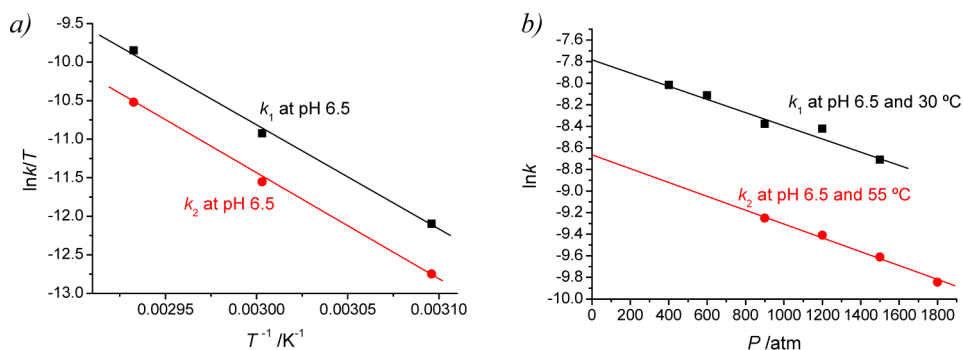 a)
-9.5
-10.0
-10.5
-11.0
-11.5
-12.0
-12.5
-13.0
lnk/T
k₁ at pH 6.5
k₂ at pH 6.5
0.00295 0.00300 0.00305 0.00310
T⁻¹ /K⁻¹
b)
-7.6
-7.8
-8.0
-8.2
-8.4
-8.6
-8.8
-9.0
-9.2
-9.4
-9.6
-9.8
-10.0
lnk
k₁ at pH 6.5 and 30 ºC
k₂ at pH 6.5 and 55 ºC
0 200 400 600 800 1000 1200 1400 1600 1800
P /atm